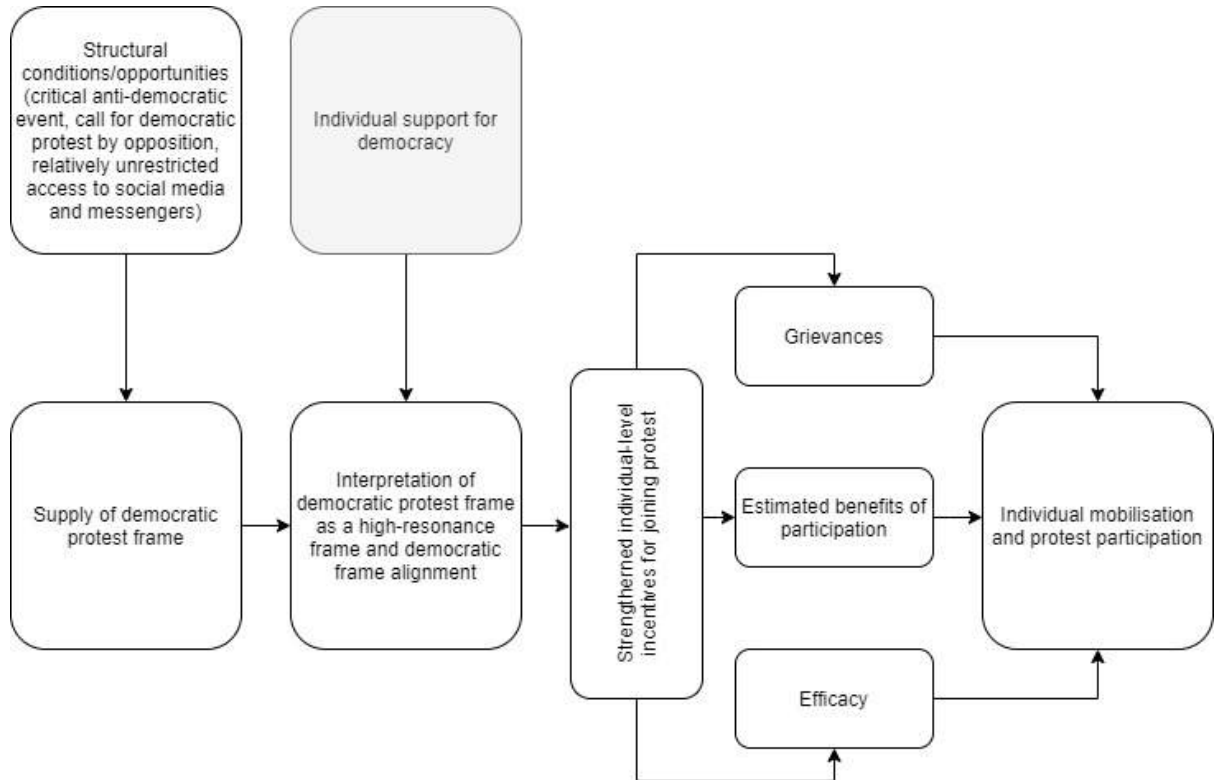 Structural
conditions/opportunities
(critical anti-democratic
event, call for democratic
protest by opposition,
relatively unrestricted
access to social media
and messengers)
Individual support for
democracy
Supply of democratic
protest frame
Interpretation of
democratic protest frame
as a high-resonance
frame and democratic
frame alignment
Strengtherned individual-level
incentives for joining protest
Grievances
Estimated benefits of
participation
Efficacy
Individual mobilisation
and protest participation